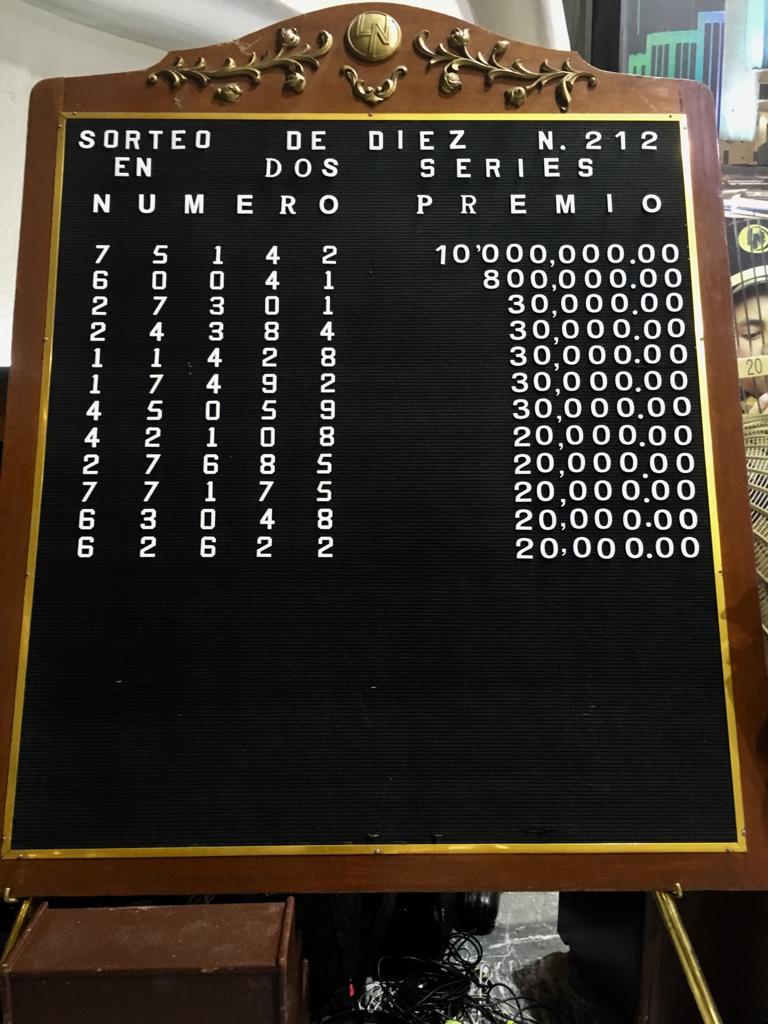 LN
SORTEO DE DIEZ N. 212
EN DOS SERIES
NUMERO PREMIO
7 5 1 4 2 10'000,000.00
6 0 0 4 1 800,000.00
2 7 3 0 1 30,000.00
2 4 3 8 4 30,000.00
1 1 4 2 8 30,000.00
1 7 4 9 2 30,000.00
4 5 0 5 9 30,000.00
4 2 1 0 8 20,000.00
2 7 6 8 5 20,000.00
7 7 1 7 5 20,000.00
6 3 0 4 8 20,000.00
6 2 6 2 2 20,000.00
20